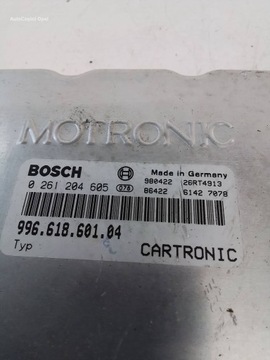 MOTRONIC
BOSCH
Made in Germany
0 261 204 605
078
980422 26RT4913
86422 6142 7078
996.618.601.04
Typ
CARTRONIC